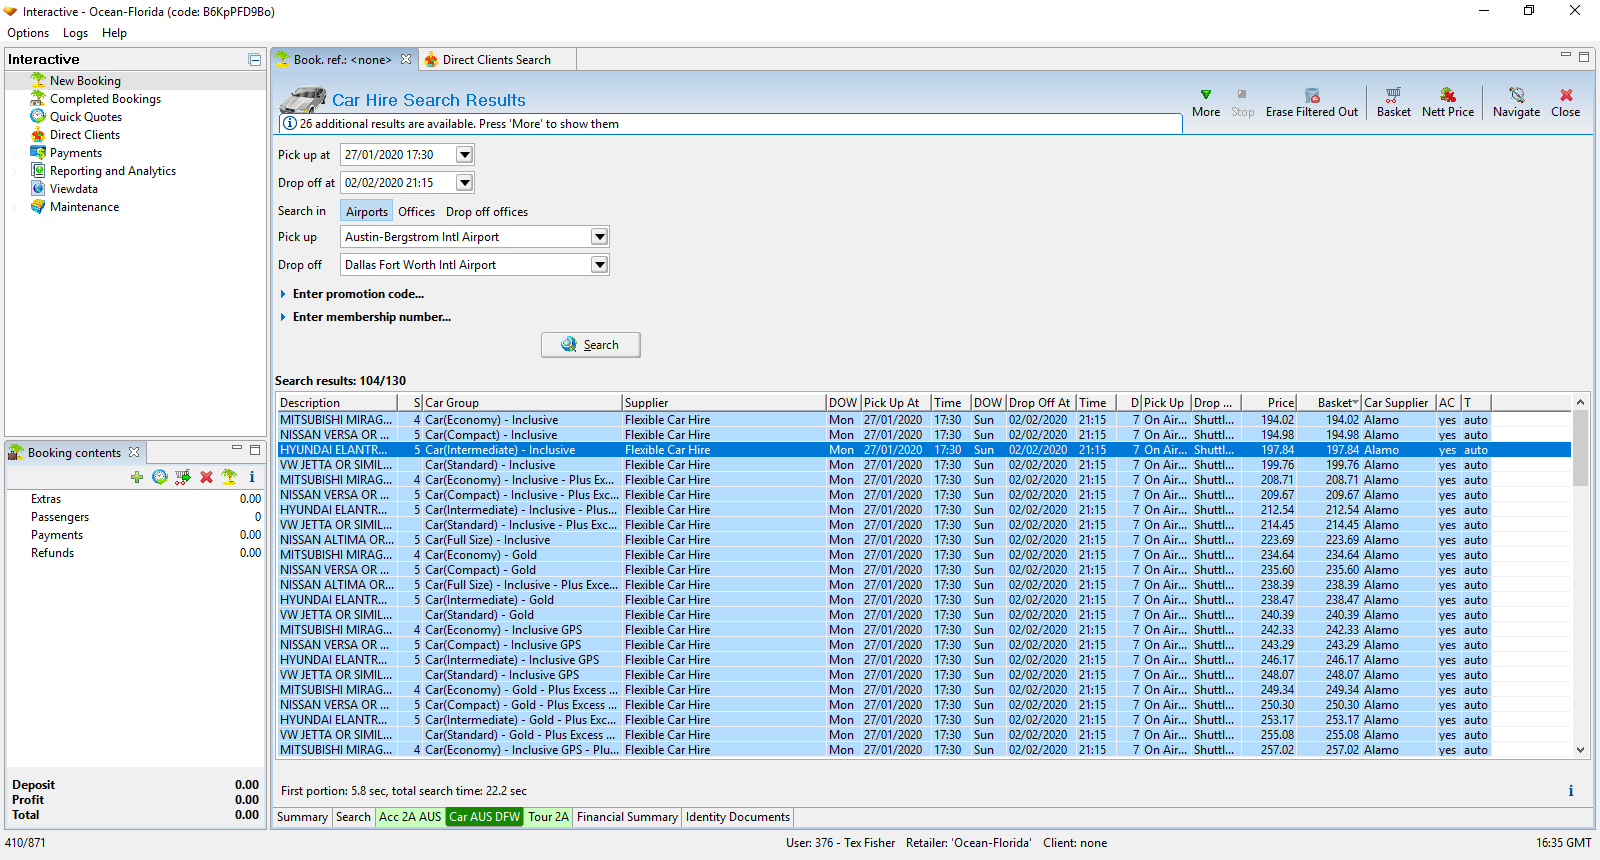 Interactive - Ocean-Florida (code: B6KpPFD9Bo)
Options Logs Help
Interactive
New Booking
Completed Bookings
Quick Quotes
Direct Clients
Payments
Reporting and Analytics
Viewdata
Maintenance
Booking contents
Extras 0.00
Passengers 0
Payments 0.00
Refunds 0.00
Deposit 0.00
Profit 0.00
Total 0.00
Book. ref.: <none> Direct Clients Search
Car Hire Search Results
26 additional results are available. Press 'More' to show them
More Stop Erase Filtered Out Basket Nett Price Navigate Close
Pick up at 27/01/2020 17:30
Drop off at 02/02/2020 21:15
Search in Airports Offices Drop off offices
Pick up Austin-Bergstrom Intl Airport
Drop off Dallas Fort Worth Intl Airport
Enter promotion code...
Enter membership number...
Search
Search results: 104/130
Description S Car Group Supplier DOW Pick Up At Time DOW Drop Off At Time D Pick Up Drop ... Price Basket Car Supplier AC T
MITSUBISHI MIRAG... 4 Car(Economy) - Inclusive Flexible Car Hire Mon 27/01/2020 17:30 Sun 02/02/2020 21:15 7 On Air... Shuttl... 194.02 194.02 Alamo yes auto
NISSAN VERSA OR ... 5 Car(Compact) - Inclusive Flexible Car Hire Mon 27/01/2020 17:30 Sun 02/02/2020 21:15 7 On Air... Shuttl... 194.98 194.98 Alamo yes auto
HYUNDAI ELANTR... 5 Car(Intermediate) - Inclusive Flexible Car Hire Mon 27/01/2020 17:30 Sun 02/02/2020 21:15 7 On Air... Shuttl... 197.84 197.84 Alamo yes auto
VW JETTA OR SIMIL... Car(Standard) - Inclusive Flexible Car Hire Mon 27/01/2020 17:30 Sun 02/02/2020 21:15 7 On Air... Shuttl... 199.76 199.76 Alamo yes auto
MITSUBISHI MIRAG... 4 Car(Economy) - Inclusive - Plus Ex... Flexible Car Hire Mon 27/01/2020 17:30 Sun 02/02/2020 21:15 7 On Air... Shuttl... 208.71 208.71 Alamo yes auto
NISSAN VERSA OR ... 5 Car(Compact) - Inclusive - Plus Exc... Flexible Car Hire Mon 27/01/2020 17:30 Sun 02/02/2020 21:15 7 On Air... Shuttl... 209.67 209.67 Alamo yes auto
HYUNDAI ELANTR... 5 Car(Intermediate) - Inclusive - Plus... Flexible Car Hire Mon 27/01/2020 17:30 Sun 02/02/2020 21:15 7 On Air... Shuttl... 212.54 212.54 Alamo yes auto
VW JETTA OR SIMIL... Car(Standard) - Inclusive - Plus Exc... Flexible Car Hire Mon 27/01/2020 17:30 Sun 02/02/2020 21:15 7 On Air... Shuttl... 214.45 214.45 Alamo yes auto
NISSAN ALTIMA OR... 5 Car(Full Size) - Inclusive Flexible Car Hire Mon 27/01/2020 17:30 Sun 02/02/2020 21:15 7 On Air... Shuttl... 223.69 223.69 Alamo yes auto
MITSUBISHI MIRAG... 4 Car(Economy) - Gold Flexible Car Hire Mon 27/01/2020 17:30 Sun 02/02/2020 21:15 7 On Air... Shuttl... 234.64 234.64 Alamo yes auto
NISSAN VERSA OR ... 5 Car(Compact) - Gold Flexible Car Hire Mon 27/01/2020 17:30 Sun 02/02/2020 21:15 7 On Air... Shuttl... 235.60 235.60 Alamo yes auto
NISSAN ALTIMA OR... 5 Car(Full Size) - Inclusive - Plus Exce... Flexible Car Hire Mon 27/01/2020 17:30 Sun 02/02/2020 21:15 7 On Air... Shuttl... 238.39 238.39 Alamo yes auto
HYUNDAI ELANTR... 5 Car(Intermediate) - Gold Flexible Car Hire Mon 27/01/2020 17:30 Sun 02/02/2020 21:15 7 On Air... Shuttl... 238.47 238.47 Alamo yes auto
VW JETTA OR SIMIL... Car(Standard) - Gold Flexible Car Hire Mon 27/01/2020 17:30 Sun 02/02/2020 21:15 7 On Air... Shuttl... 240.39 240.39 Alamo yes auto
MITSUBISHI MIRAG... 4 Car(Economy) - Inclusive GPS Flexible Car Hire Mon 27/01/2020 17:30 Sun 02/02/2020 21:15 7 On Air... Shuttl... 242.33 242.33 Alamo yes auto
NISSAN VERSA OR ... 5 Car(Compact) - Inclusive GPS Flexible Car Hire Mon 27/01/2020 17:30 Sun 02/02/2020 21:15 7 On Air... Shuttl... 243.29 243.29 Alamo yes auto
HYUNDAI ELANTR... 5 Car(Intermediate) - Inclusive GPS Flexible Car Hire Mon 27/01/2020 17:30 Sun 02/02/2020 21:15 7 On Air... Shuttl... 246.17 246.17 Alamo yes auto
VW JETTA OR SIMIL... Car(Standard) - Inclusive GPS Flexible Car Hire Mon 27/01/2020 17:30 Sun 02/02/2020 21:15 7 On Air... Shuttl... 248.07 248.07 Alamo yes auto
MITSUBISHI MIRAG... 4 Car(Economy) - Gold - Plus Excess ... Flexible Car Hire Mon 27/01/2020 17:30 Sun 02/02/2020 21:15 7 On Air... Shuttl... 249.34 249.34 Alamo yes auto
NISSAN VERSA OR ... 5 Car(Compact) - Gold - Plus Excess ... Flexible Car Hire Mon 27/01/2020 17:30 Sun 02/02/2020 21:15 7 On Air... Shuttl... 250.30 250.30 Alamo yes auto
HYUNDAI ELANTR... 5 Car(Intermediate) - Gold - Plus Exc... Flexible Car Hire Mon 27/01/2020 17:30 Sun 02/02/2020 21:15 7 On Air... Shuttl... 253.17 253.17 Alamo yes auto
VW JETTA OR SIMIL... Car(Standard) - Gold - Plus Excess ... Flexible Car Hire Mon 27/01/2020 17:30 Sun 02/02/2020 21:15 7 On Air... Shuttl... 255.08 255.08 Alamo yes auto
MITSUBISHI MIRAG... 4 Car(Economy) - Inclusive GPS - Plu... Flexible Car Hire Mon 27/01/2020 17:30 Sun 02/02/2020 21:15 7 On Air... Shuttl... 257.02 257.02 Alamo yes auto
First portion: 5.8 sec, total search time: 22.2 sec
Summary Search Acc 2A AUS Car AUS DFW Tour 2A Financial Summary Identity Documents
410/871 User: 376 - Tex Fisher Retailer: 'Ocean-Florida' Client: none 16:35 GMT